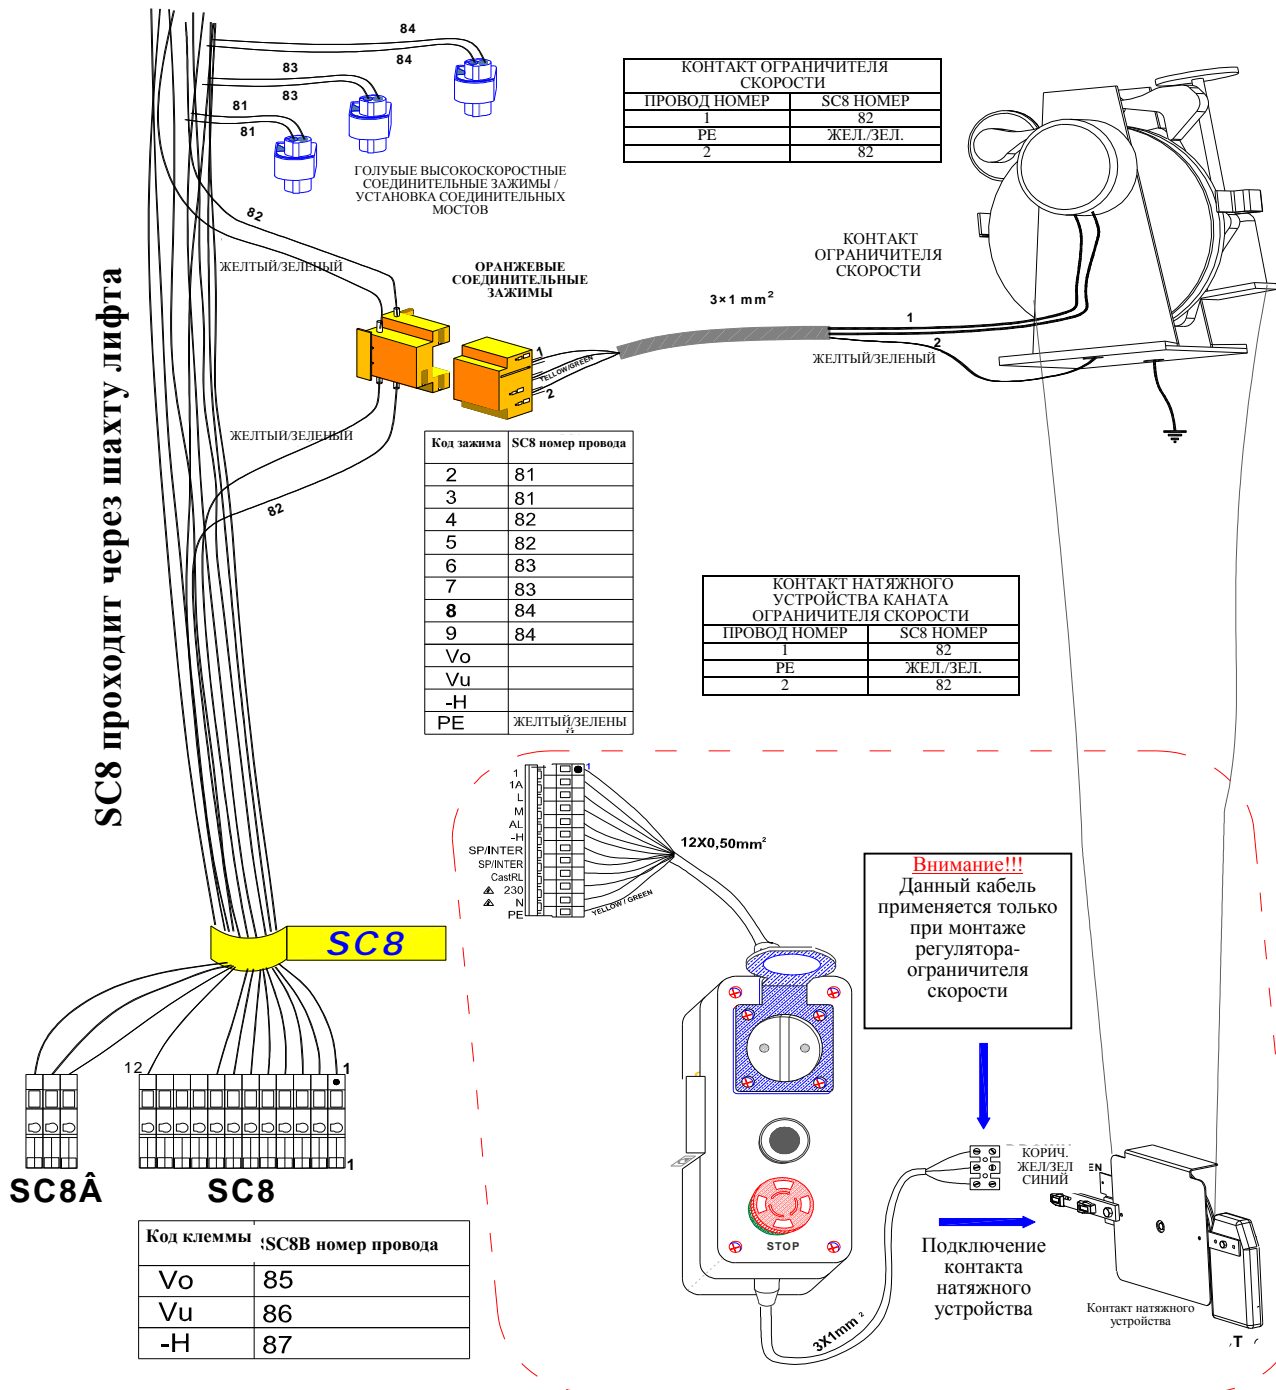 84
84
83
83
81
81
ГОЛУБЫЕ ВЫСОКОСКОРОСТНЫЕ
СОЕДИНИТЕЛЬНЫЕ ЗАЖИМЫ /
УСТАНОВКА СОЕДИНИТЕЛЬНЫХ
МОСТОВ
КОНТАКТ ОГРАНИЧИТЕЛЯ
СКОРОСТИ
ПРОВОД НОМЕР SC8 НОМЕР
1 82
PE ЖЕЛ./ЗЕЛ.
2 82
82
ЖЕЛТЫЙ/ЗЕЛЕНЫЙ
ОРАНЖЕВЫЕ
СОЕДИНИТЕЛЬНЫЕ
ЗАЖИМЫ
КОНТАКТ
ОГРАНИЧИТЕЛЯ
СКОРОСТИ
3×1 mm²
1
2
ЖЕЛТЫЙ/ЗЕЛЕНЫЙ
1
YELLOW/GREEN
2
ЖЕЛТЫЙ/ЗЕЛЕНЫЙ
82
SC8 проходит через шахту лифта
Код зажима SC8 номер провода
2 81
3 81
4 82
5 82
6 83
7 83
8 84
9 84
Vo
Vu
-H
PE ЖЕЛТЫЙ/ЗЕЛЕНЫ
Й
КОНТАКТ НАТЯЖНОГО
УСТРОЙСТВА КАНАТА
ОГРАНИЧИТЕЛЯ СКОРОСТИ
ПРОВОД НОМЕР SC8 НОМЕР
1 82
PE ЖЕЛ./ЗЕЛ.
2 82
1
1
1A
L
M
AL
-H
SP/INTER
SP/INTER
CastRL
230
N
PE
YELLOW / GREEN
12X0,50mm²
Внимание!!!
Данный кабель
применяется только
при монтаже
регулятора-
ограничителя
скорости
SC8
12
1
1
SC8Â
SC8
STOP
3X1mm²
КОРИЧ.
ЖЕЛ/ЗЕЛ
СИНИЙ
EN
Подключение
контакта
натяжного
устройства
Контакт натяжного
устройства
T
Код клеммы SC8B номер провода
Vo 85
Vu 86
-H 87